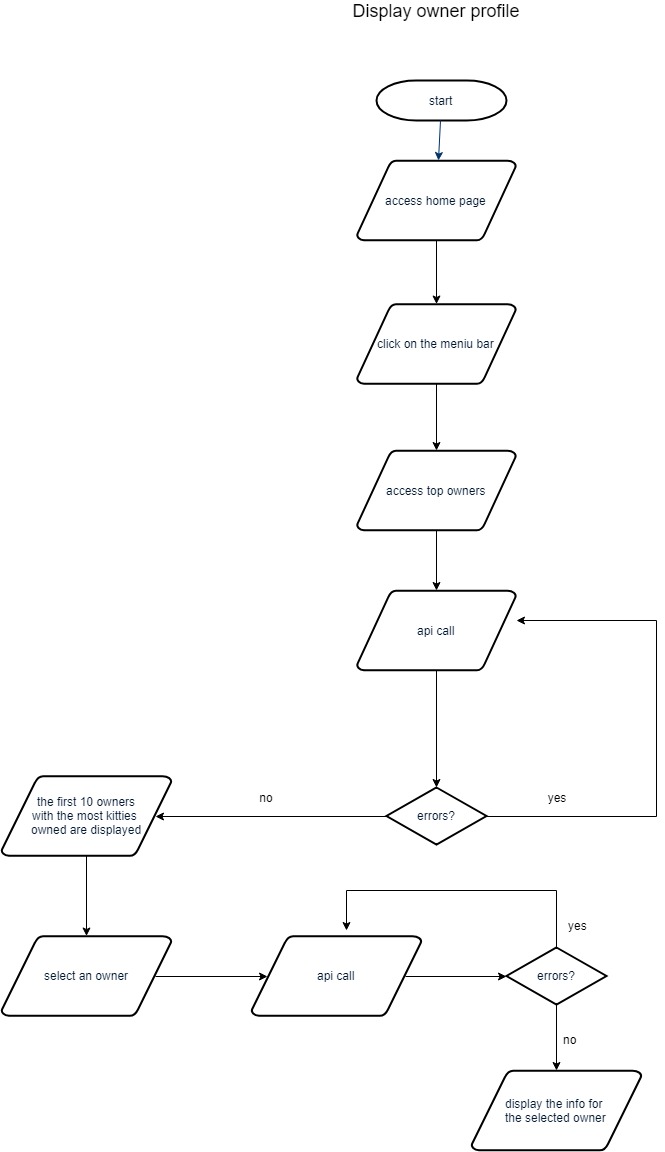 Display owner profile
start
access home page
click on the meniu bar
access top owners
api call
errors?
no
yes
the first 10 owners
with the most kitties
owned are displayed
select an owner
api call
errors?
yes
no
display the info for
the selected owner